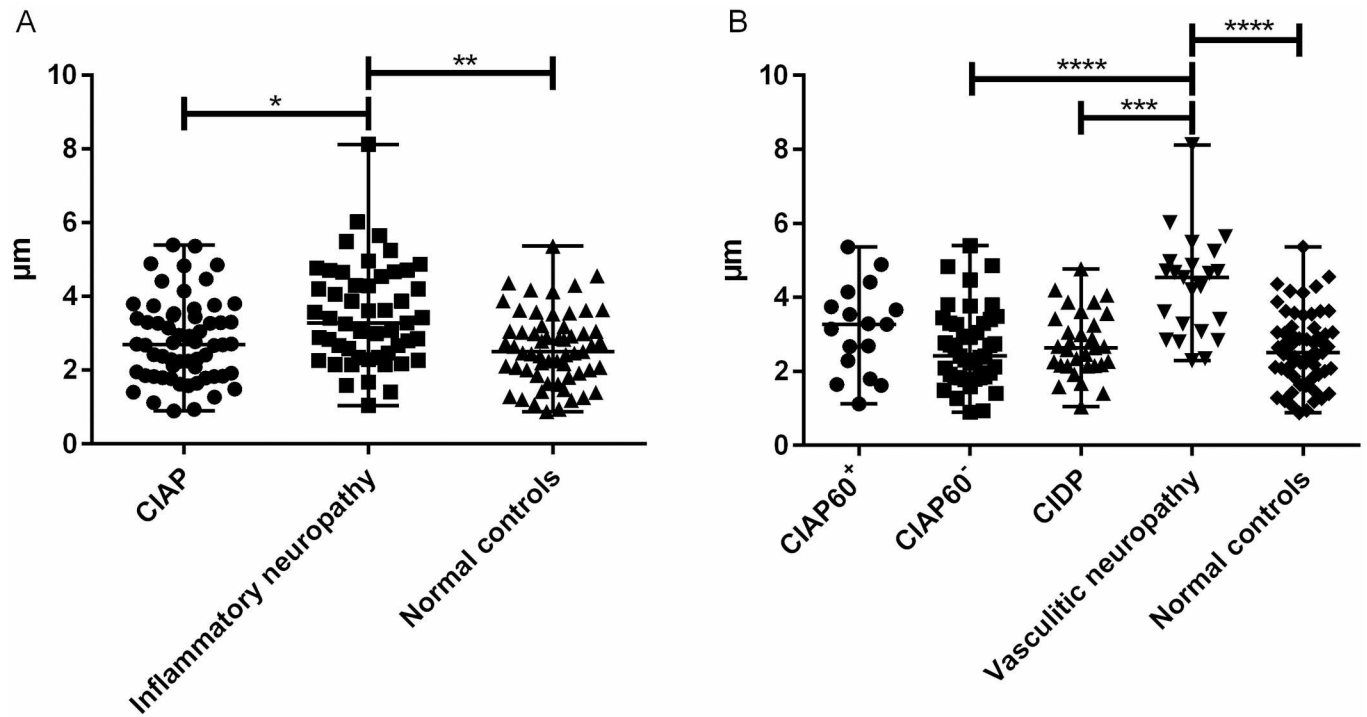 A
**
*
10
8
6
4
2
0
µm
CIAP
Inflammatory neuropathy
Normal controls
B
****
****
***
10
8
6
4
2
0
µm
CIAP60⁺
CIAP60⁻
CIDP
Vasculitic neuropathy
Normal controls